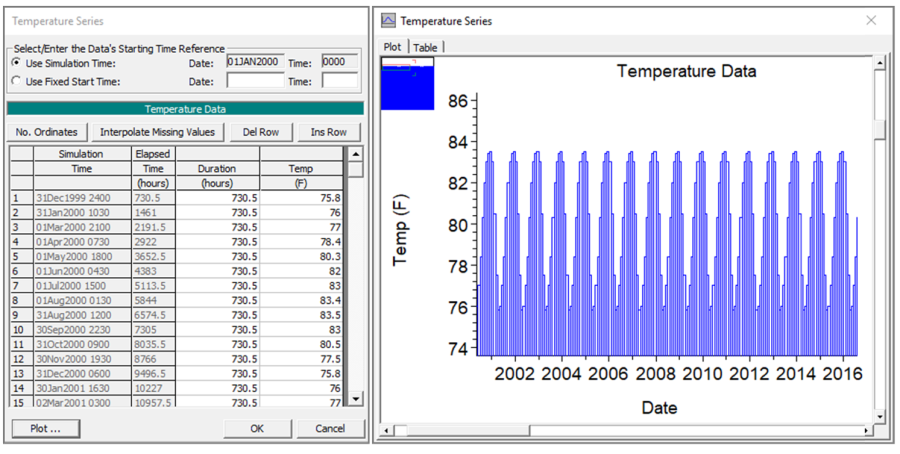 Temperature Series
Select/Enter the Data's Starting Time Reference
Use Simulation Time: Date: 01JAN2000 Time: 0000
Use Fixed Start Time: Date: Time:
Temperature Data
No. Ordinates Interpolate Missing Values Del Row Ins Row
Simulation Elapsed
Time Time Duration Temp
(hours) (hours) (F)
1 31Dec1999 2400 730.5 730.5 75.8
2 31Jan2000 1030 1461 730.5 76
3 01Mar2000 2100 2191.5 730.5 77
4 01Apr2000 0730 2922 730.5 78.4
5 01May2000 1800 3652.5 730.5 80.3
6 01Jun2000 0430 4383 730.5 82
7 01Jul2000 1500 5113.5 730.5 83
8 01Aug2000 0130 5844 730.5 83.4
9 31Aug2000 1200 6574.5 730.5 83.5
10 30Sep2000 2230 7305 730.5 83
11 31Oct2000 0900 8035.5 730.5 80.5
12 30Nov2000 1930 8766 730.5 77.5
13 31Dec2000 0600 9496.5 730.5 75.8
14 30Jan2001 1630 10227 730.5 76
15 02Mar2001 0300 10957.5 730.5 77
Plot ... OK Cancel
Temperature Series
Plot Table
Temperature Data
86
84
82
80
78
76
74
Temp (F)
2002 2004 2006 2008 2010 2012 2014 2016
Date